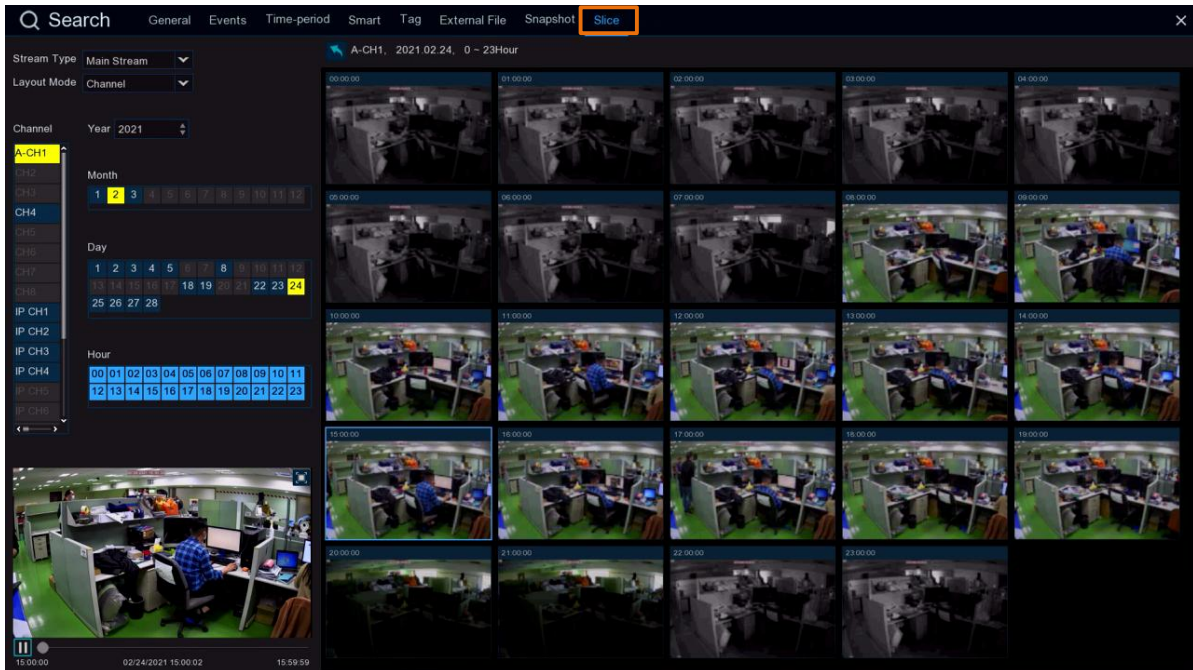 Search General Events Time-period Smart Tag External File Snapshot Slice
A-CH1, 2021.02.24, 0 ~ 23Hour
Stream Type Main Stream
Layout Mode Channel
Channel Year 2021
A-CH1
CH2
CH3
CH4
CH5
CH6
CH7
CH8
IP CH1
IP CH2
IP CH3
IP CH4
IP CH5
IP CH6
Month
1 2 3 4 5 6 7 8 9 10 11 12
Day
1 2 3 4 5 6 7 8 9 10 11 12
13 14 15 16 17 18 19 20 21 22 23 24
25 26 27 28
Hour
00 01 02 03 04 05 06 07 08 09 10 11
12 13 14 15 16 17 18 19 20 21 22 23
15:00:00 02/24/2021 15:00:02 15:59:59
00:00:00 01:00:00 02:00:00 03:00:00 04:00:00
05:00:00 06:00:00 07:00:00 08:00:00 09:00:00
10:00:00 11:00:00 12:00:00 13:00:00 14:00:00
15:00:00 16:00:00 17:00:00 18:00:00 19:00:00
20:00:00 21:00:00 22:00:00 23:00:00